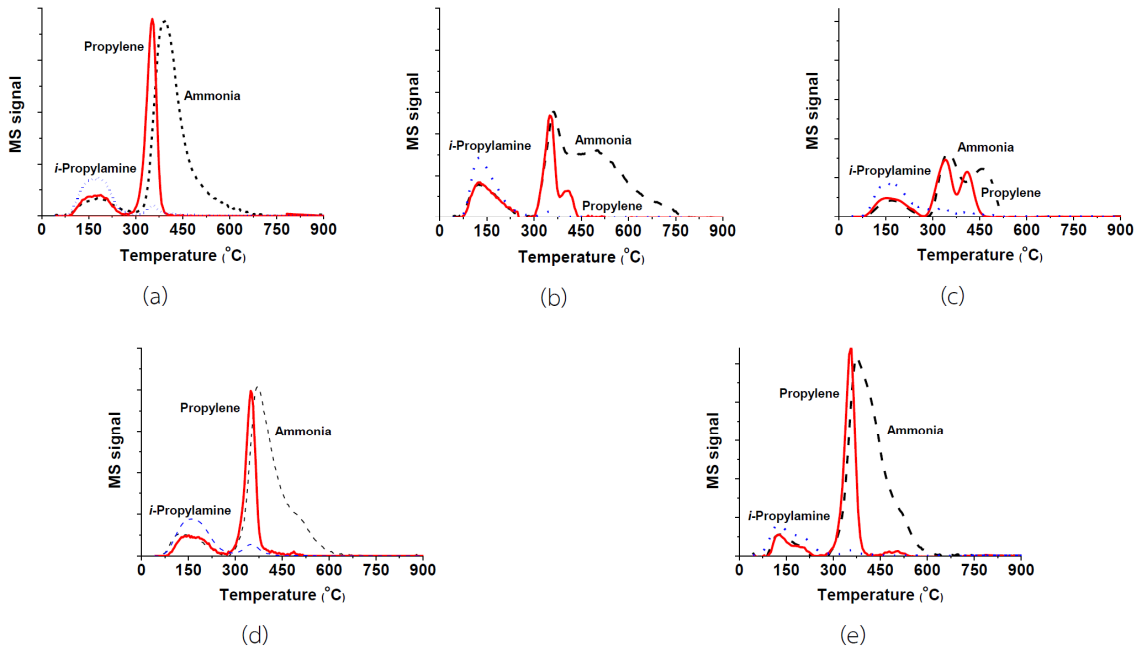 MS signal
Propylene
Ammonia
i-Propylamine
0 150 300 450 600 750 900
Temperature (°C)
(a)
MS signal
i-Propylamine
Ammonia
Propylene
0 150 300 450 600 750 900
Temperature (°C)
(b)
MS signal
i-Propylamine
Ammonia
Propylene
0 150 300 450 600 750 900
Temperature (°C)
(c)
MS signal
Propylene
Ammonia
i-Propylamine
0 150 300 450 600 750 900
Temperature (°C)
(d)
MS signal
Propylene
Ammonia
i-Propylamine
0 150 300 450 600 750 900
Temperature (°C)
(e)